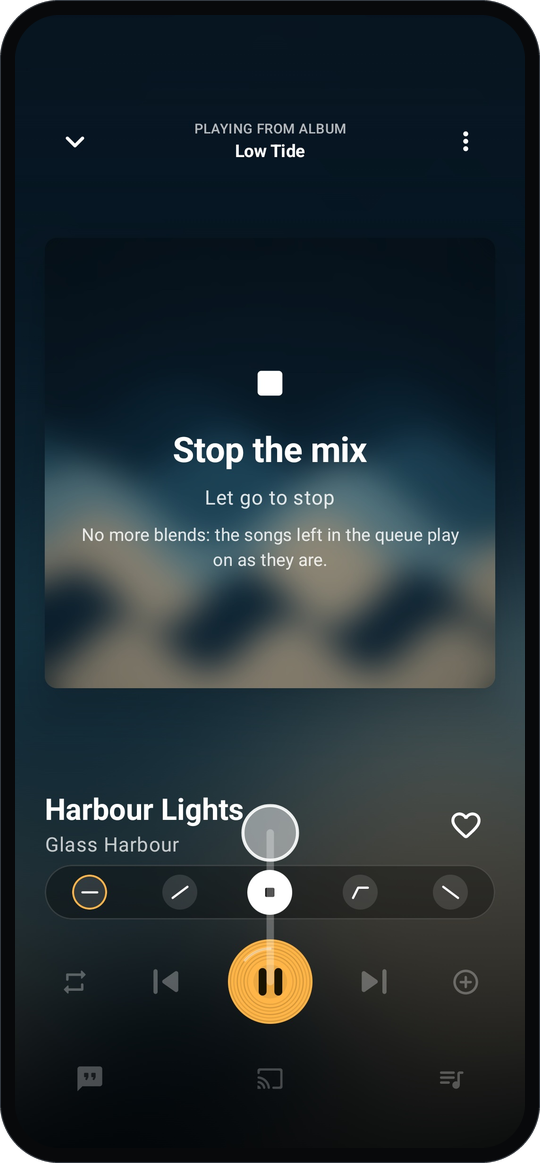 PLAYING FROM ALBUM
Low Tide
Stop the mix
Let go to stop
No more blends: the songs left in the queue play
on as they are.
Harbour Lights
Glass Harbour